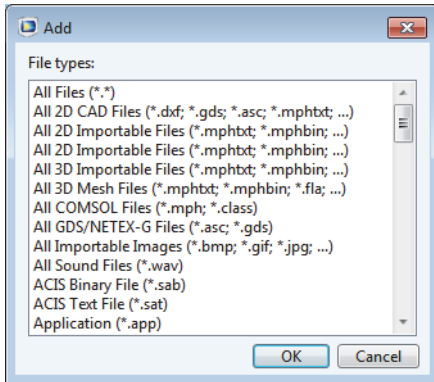 Add
File types:
All Files (*.*)
All 2D CAD Files (*.dxf; *.gds; *.asc; *.mphtxt; ...)
All 2D Importable Files (*.mphtxt; *.mphbin; ...)
All 2D Importable Files (*.mphtxt; *.mphbin; ...)
All 3D Importable Files (*.mphtxt; *.mphbin; ...)
All 3D Mesh Files (*.mphtxt; *.mphbin; *.fla; ...)
All COMSOL Files (*.mph; *.class)
All GDS/NETEX-G Files (*.asc; *.gds)
All Importable Images (*.bmp; *.gif; *.jpg; ...)
All Sound Files (*.wav)
ACIS Binary File (*.sab)
ACIS Text File (*.sat)
Application (*.app)
OK Cancel